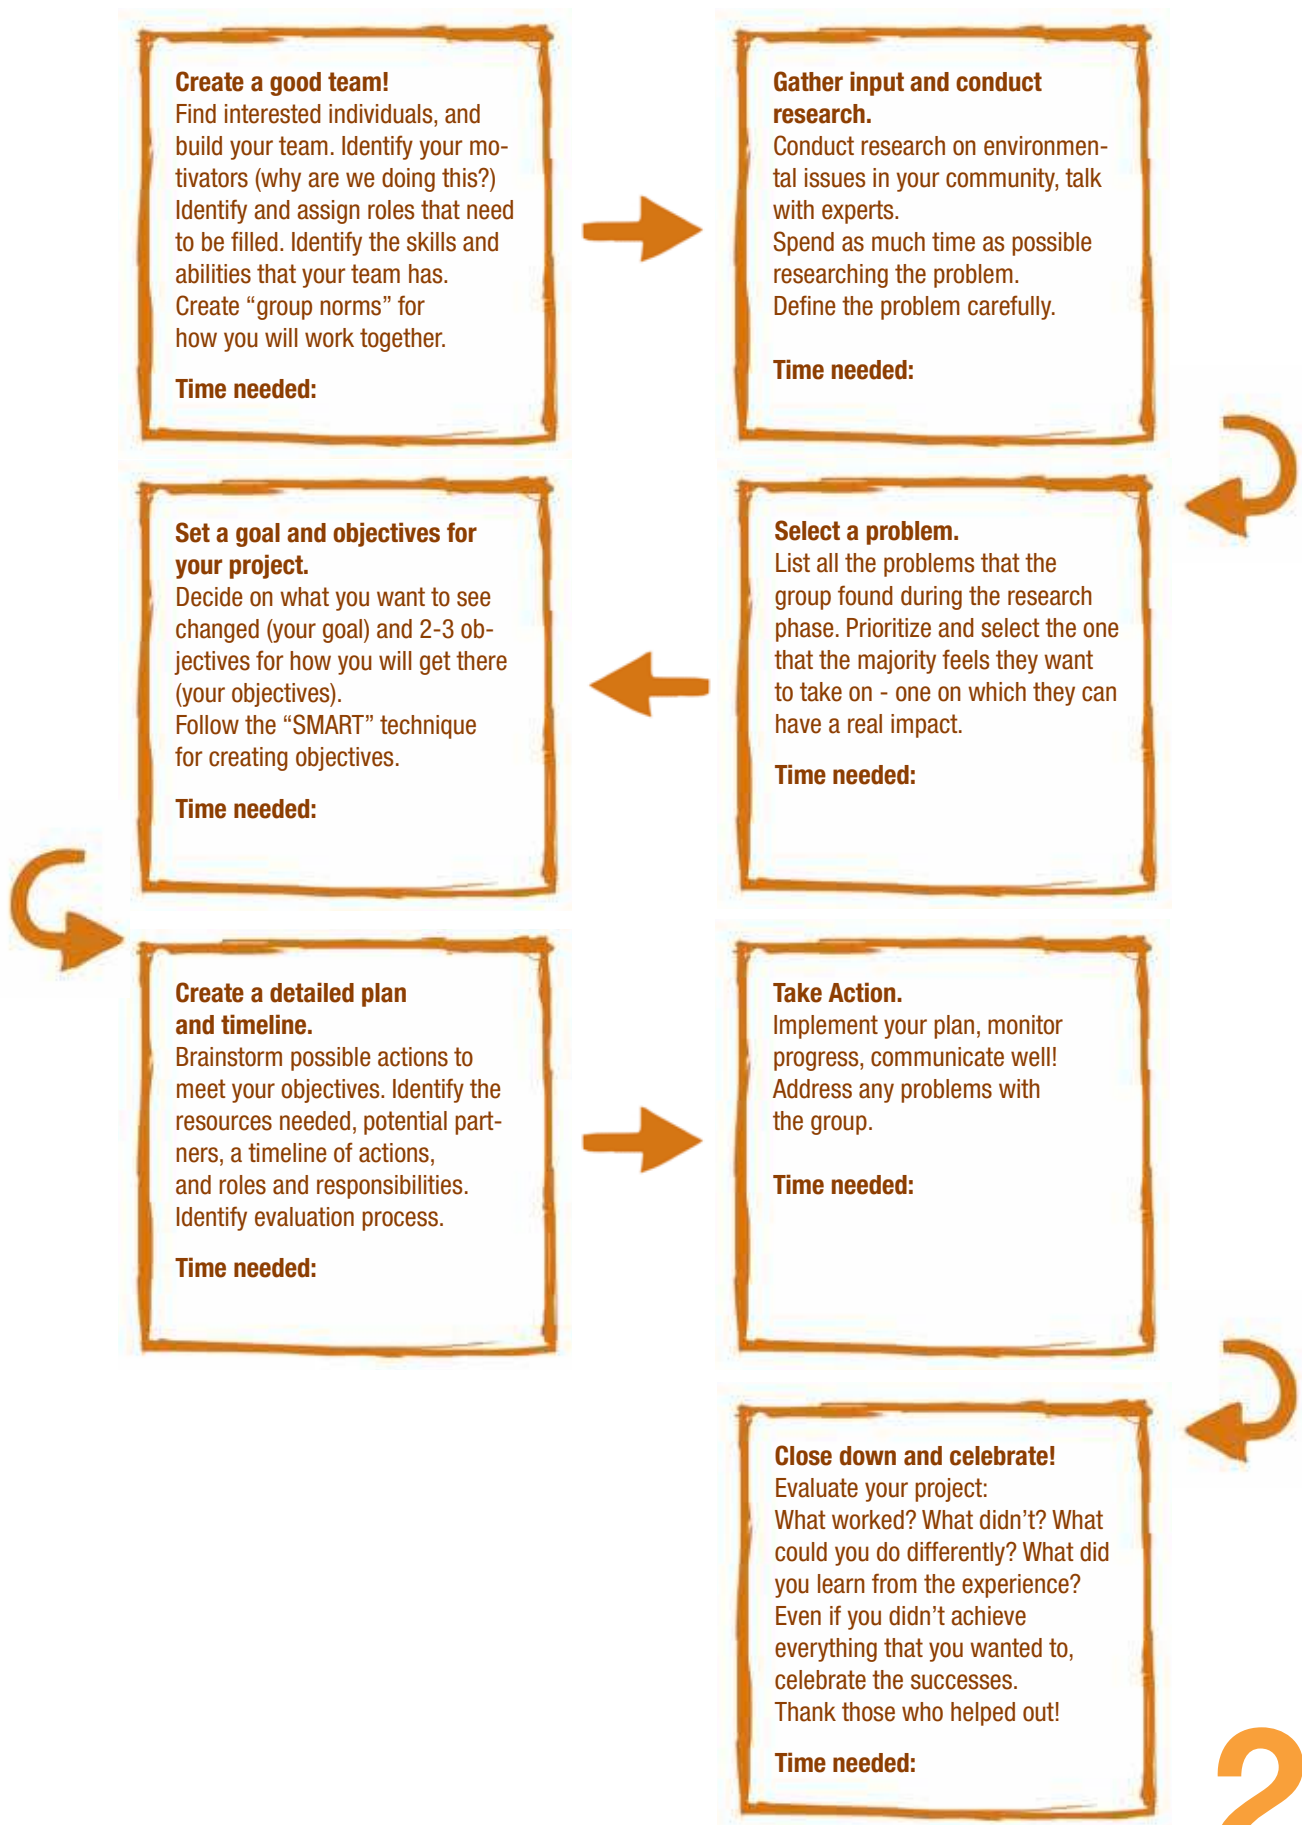 Create a good team!
Find interested individuals, and
build your team. Identify your mo-
tivators (why are we doing this?)
Identify and assign roles that need
to be filled. Identify the skills and
abilities that your team has.
Create “group norms” for
how you will work together.
Time needed:
Gather input and conduct
research.
Conduct research on environmen-
tal issues in your community, talk
with experts.
Spend as much time as possible
researching the problem.
Define the problem carefully.
Time needed:
Select a problem.
List all the problems that the
group found during the research
phase. Prioritize and select the one
that the majority feels they want
to take on - one on which they can
have a real impact.
Time needed:
Set a goal and objectives for
your project.
Decide on what you want to see
changed (your goal) and 2-3 ob-
jectives for how you will get there
(your objectives).
Follow the “SMART” technique
for creating objectives.
Time needed:
Create a detailed plan
and timeline.
Brainstorm possible actions to
meet your objectives. Identify the
resources needed, potential part-
ners, a timeline of actions,
and roles and responsibilities.
Identify evaluation process.
Time needed:
Take Action.
Implement your plan, monitor
progress, communicate well!
Address any problems with
the group.
Time needed:
Close down and celebrate!
Evaluate your project:
What worked? What didn’t? What
could you do differently? What did
you learn from the experience?
Even if you didn’t achieve
everything that you wanted to,
celebrate the successes.
Thank those who helped out!
Time needed:
2